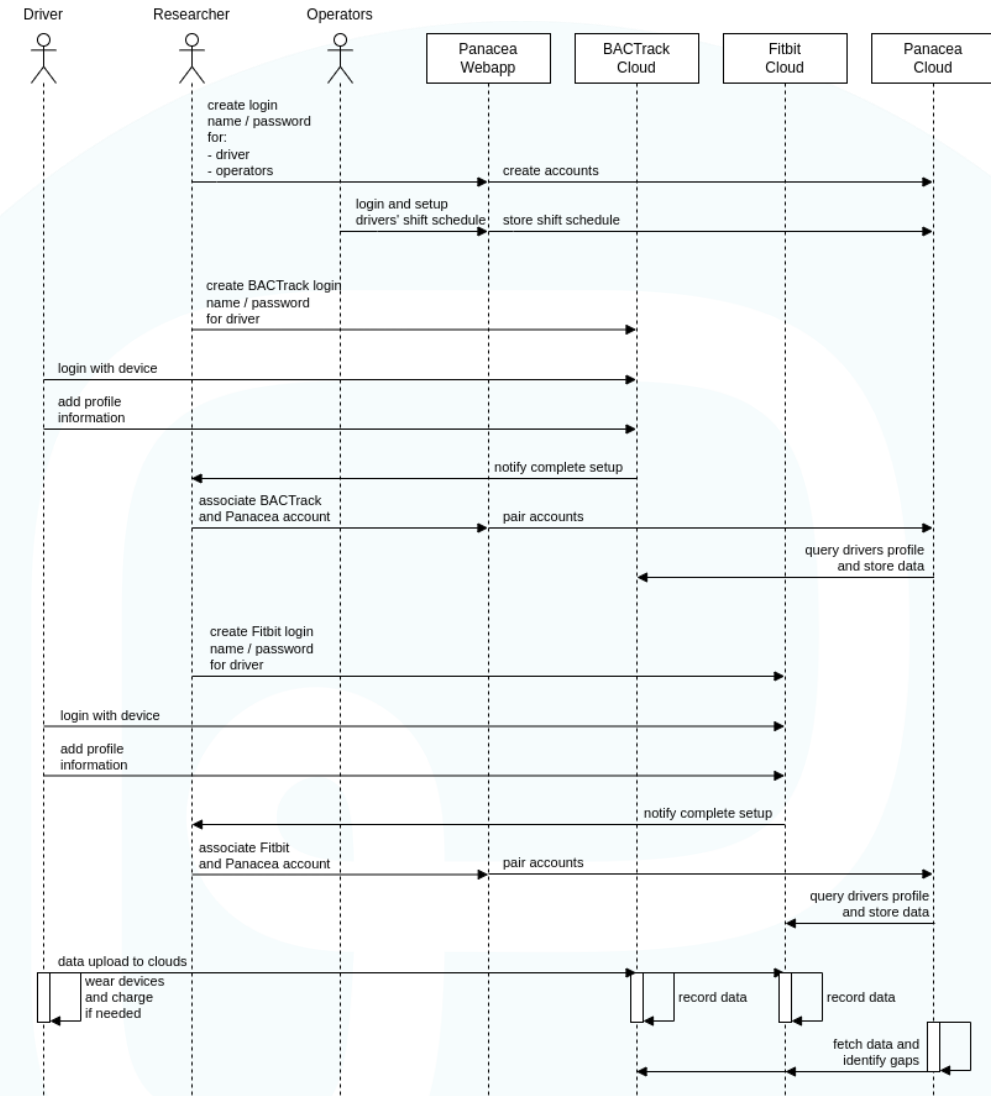 Driver
Researcher
Operators
Panacea
Webapp
BACTrack
Cloud
Fitbit
Cloud
Panacea
Cloud
create login
name / password
for:
- driver
- operators
create accounts
login and setup
drivers' shift schedule
store shift schedule
create BACTrack login
name / password
for driver
login with device
add profile
information
notify complete setup
associate BACTrack
and Panacea account
pair accounts
query drivers profile
and store data
create Fitbit login
name / password
for driver
login with device
add profile
information
notify complete setup
associate Fitbit
and Panacea account
pair accounts
query drivers profile
and store data
data upload to clouds
wear devices
and charge
if needed
record data
record data
fetch data and
identify gaps